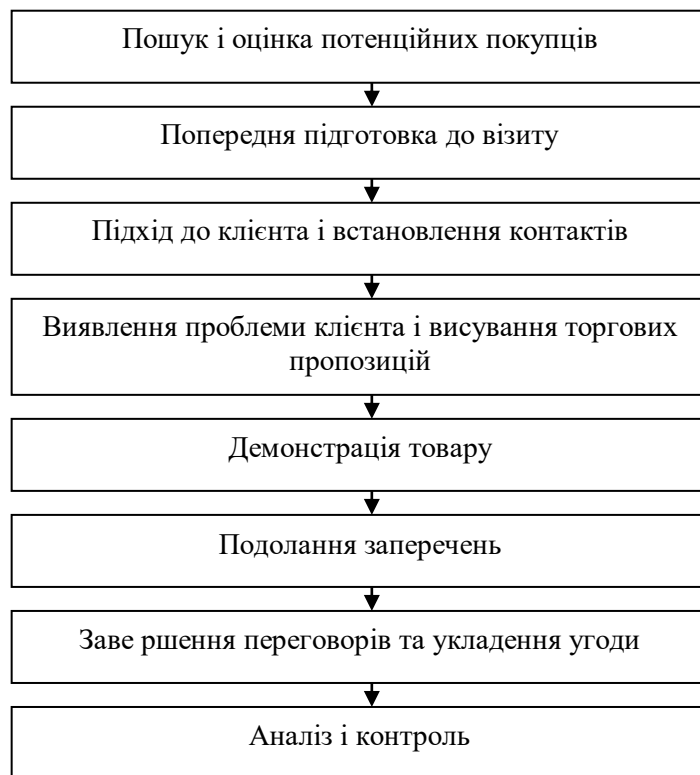 Пошук і оцінка потенційних покупців
Попередня підготовка до візиту
Підхід до клієнта і встановлення контактів
Виявлення проблеми клієнта і висування торгових
пропозицій
Демонстрація товару
Подолання заперечень
Заве ршення переговорів та укладення угоди
Аналіз і контроль